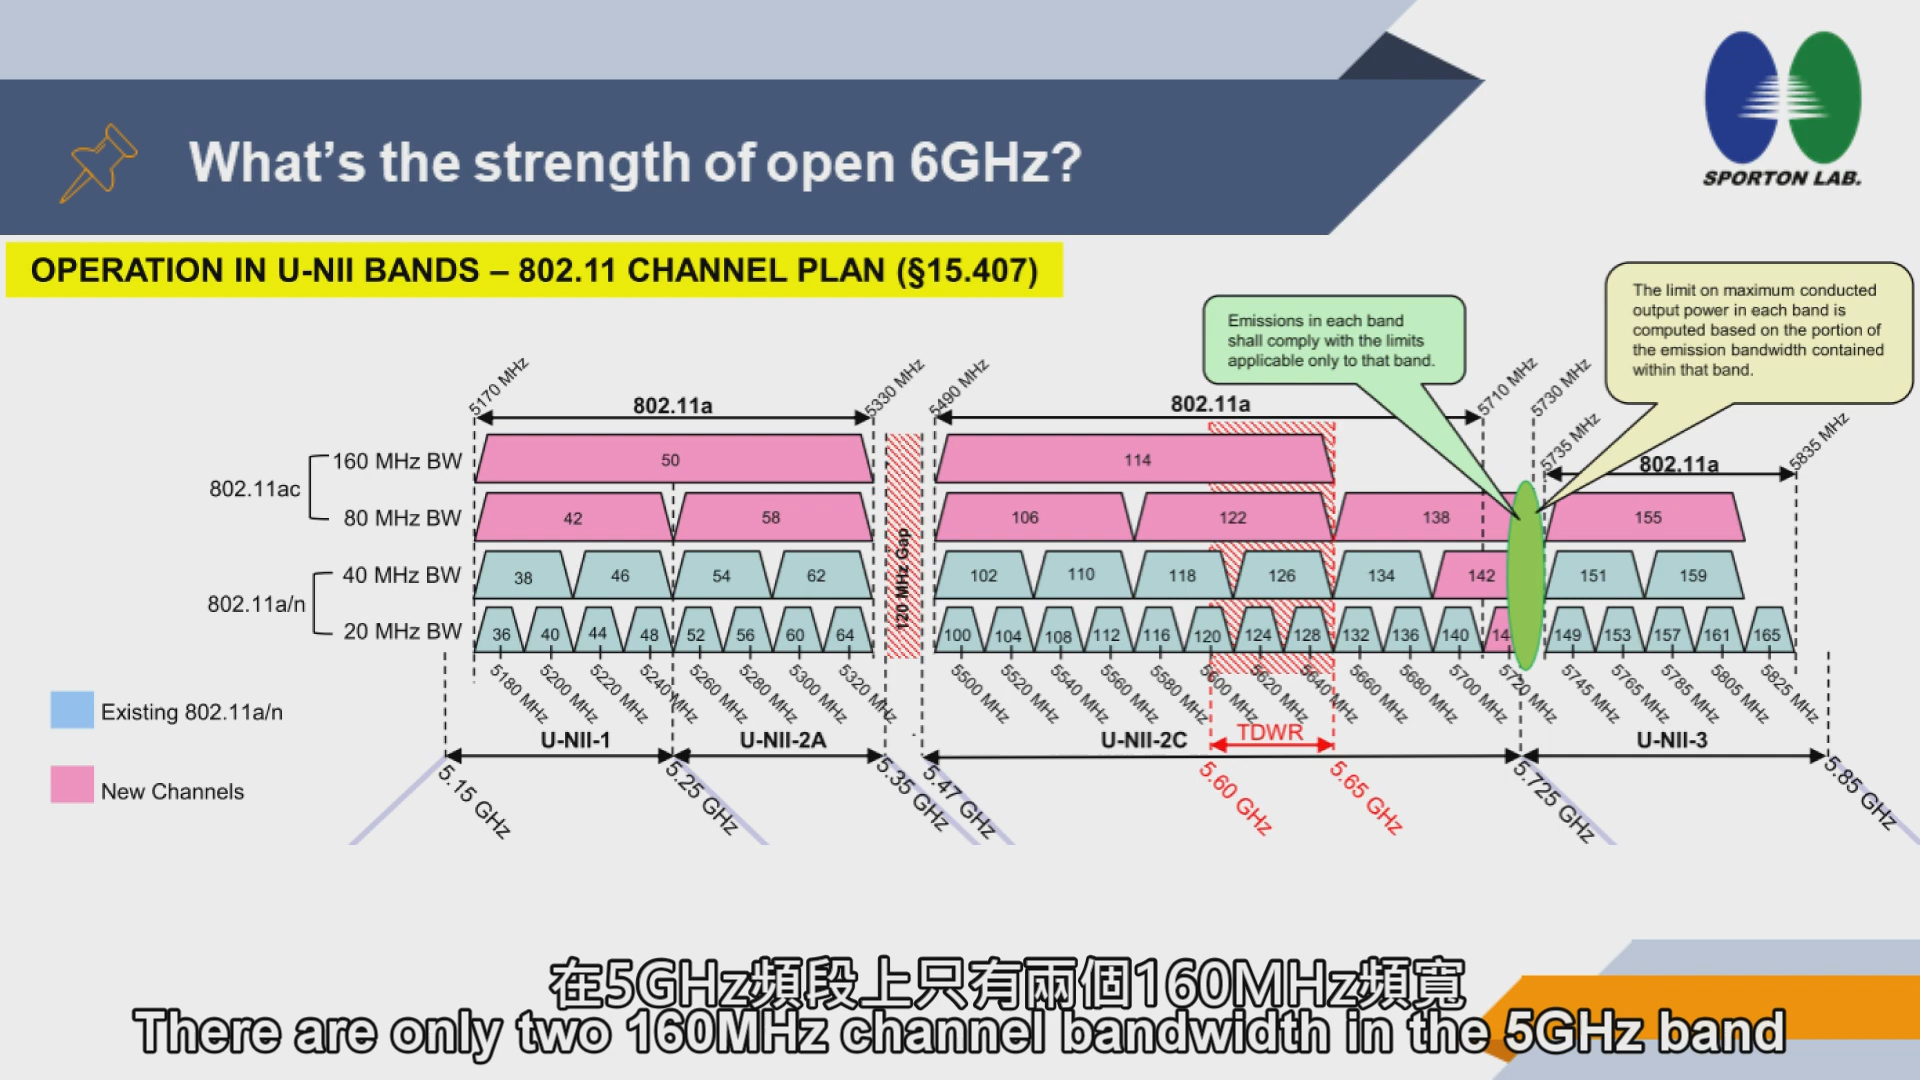 What's the strength of open 6GHz?
SPORTON LAB.
OPERATION IN U-NII BANDS – 802.11 CHANNEL PLAN (§15.407)
Emissions in each band
shall comply with the limits
applicable only to that band.
The limit on maximum conducted
output power in each band is
computed based on the portion of
the emission bandwidth contained
within that band.
5170 MHz 5330 MHz 5490 MHz 5710 MHz 5730 MHz 5735 MHz 5835 MHz
802.11a 802.11a 802.11a
802.11ac
160 MHz BW 50 114
80 MHz BW 42 58 106 122 138 155
802.11a/n
40 MHz BW 38 46 54 62 102 110 118 126 134 142 151 159
20 MHz BW 36 40 44 48 52 56 60 64 100 104 108 112 116 120 124 128 132 136 140 14 149 153 157 161 165
120 MHz Gap
5180 MHz 5200 MHz 5220 MHz 5240 MHz 5260 MHz 5280 MHz 5300 MHz 5320 MHz 5500 MHz 5520 MHz 5540 MHz 5560 MHz 5580 MHz 5600 MHz 5620 MHz 5640 MHz 5660 MHz 5680 MHz 5700 MHz 5720 MHz 5745 MHz 5765 MHz 5785 MHz 5805 MHz 5825 MHz
Existing 802.11a/n
New Channels
U-NII-1 U-NII-2A U-NII-2C TDWR U-NII-3
5.15 GHz 5.25 GHz 5.35 GHz 5.47 GHz 5.60 GHz 5.65 GHz 5.725 GHz 5.85 GHz
在5GHz頻段上只有兩個160MHz頻寬
There are only two 160MHz channel bandwidth in the 5GHz band